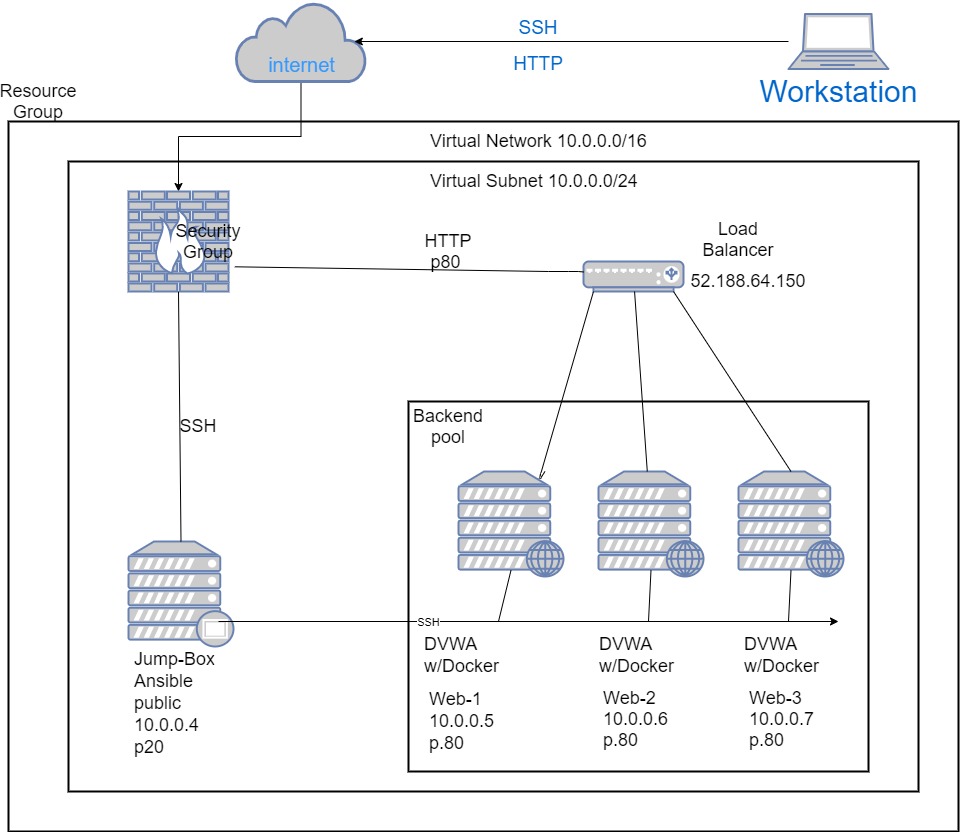 SSH
HTTP
internet
Workstation
Resource
Group
Virtual Network 10.0.0.0/16
Virtual Subnet 10.0.0.0/24
Security
Group
HTTP
p80
Load
Balancer
52.188.64.150
SSH
Backend
pool
SSH
Jump-Box
Ansible
public
10.0.0.4
p20
DVWA
w/Docker
Web-1
10.0.0.5
p.80
DVWA
w/Docker
Web-2
10.0.0.6
p.80
DVWA
w/Docker
Web-3
10.0.0.7
p.80